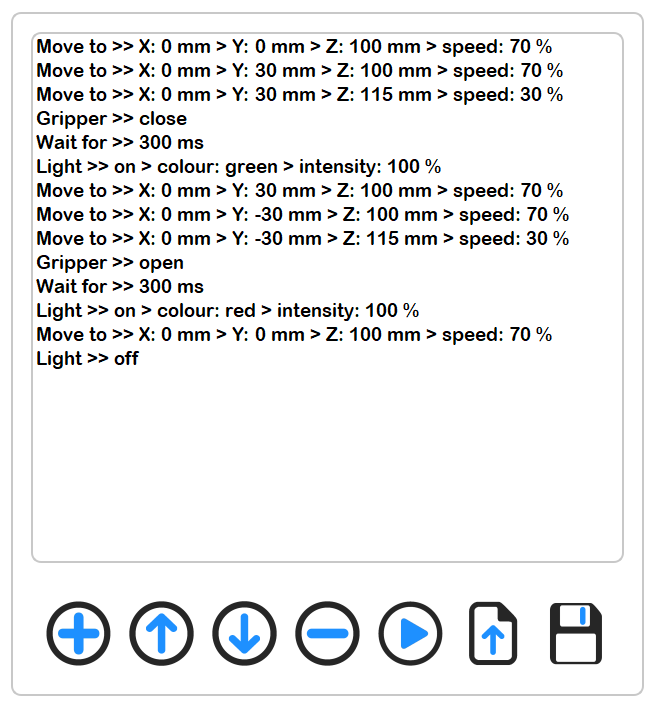 Move to >> X: 0 mm > Y: 0 mm > Z: 100 mm > speed: 70 %
Move to >> X: 0 mm > Y: 30 mm > Z: 100 mm > speed: 70 %
Move to >> X: 0 mm > Y: 30 mm > Z: 115 mm > speed: 30 %
Gripper >> close
Wait for >> 300 ms
Light >> on > colour: green > intensity: 100 %
Move to >> X: 0 mm > Y: 30 mm > Z: 100 mm > speed: 70 %
Move to >> X: 0 mm > Y: -30 mm > Z: 100 mm > speed: 70 %
Move to >> X: 0 mm > Y: -30 mm > Z: 115 mm > speed: 30 %
Gripper >> open
Wait for >> 300 ms
Light >> on > colour: red > intensity: 100 %
Move to >> X: 0 mm > Y: 0 mm > Z: 100 mm > speed: 70 %
Light >> off